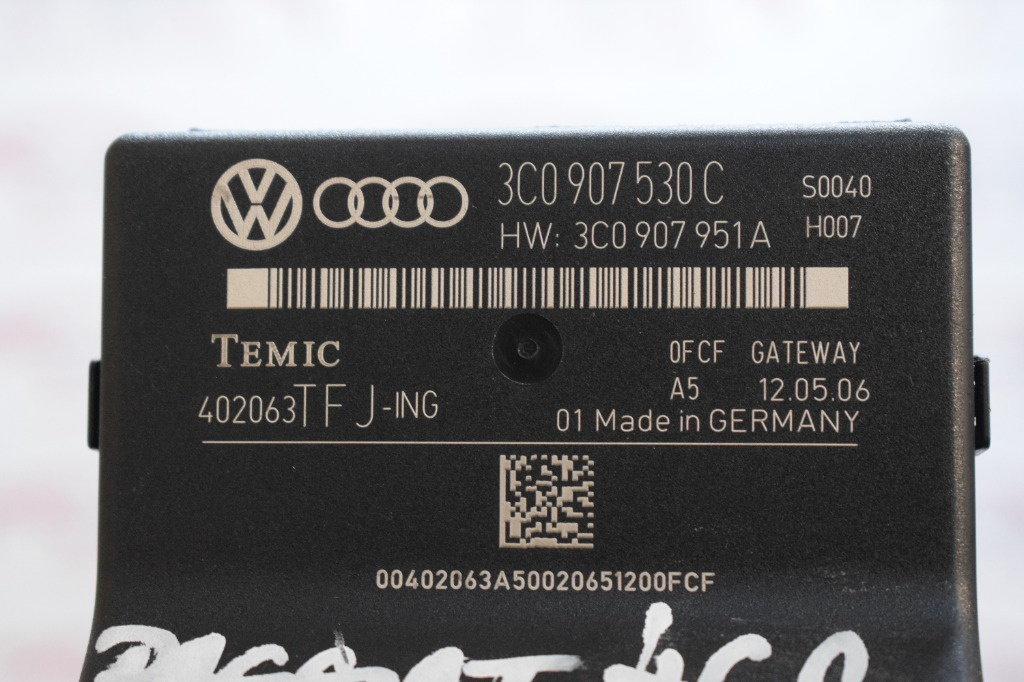 3C0 907 530 C S0040
HW: 3C0 907 951 A H007
TEMIC 0FCF GATEWAY
A5 12.05.06
402063TFJ-ING 01 Made in GERMANY
00402063A50020651200FCF